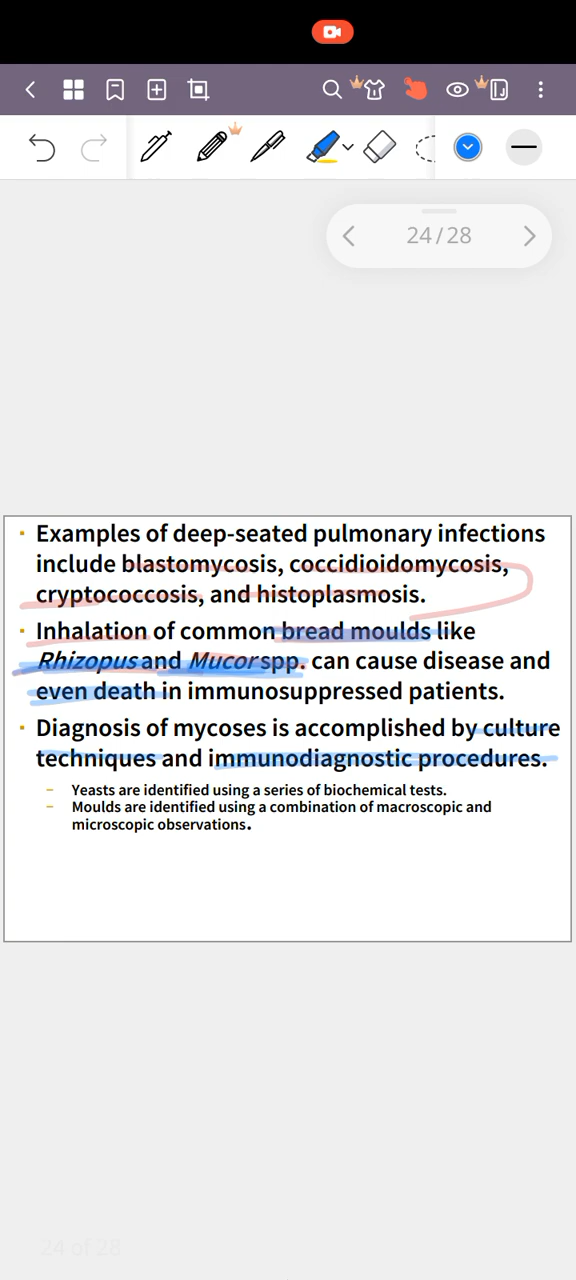 24/28
▪ Examples of deep-seated pulmonary infections
include blastomycosis, coccidioidomycosis,
cryptococcosis, and histoplasmosis.
▪ Inhalation of common bread moulds like
Rhizopus and Mucor spp. can cause disease and
even death in immunosuppressed patients.
▪ Diagnosis of mycoses is accomplished by culture
techniques and immunodiagnostic procedures.
– Yeasts are identified using a series of biochemical tests.
– Moulds are identified using a combination of macroscopic and
microscopic observations.
24 of 28